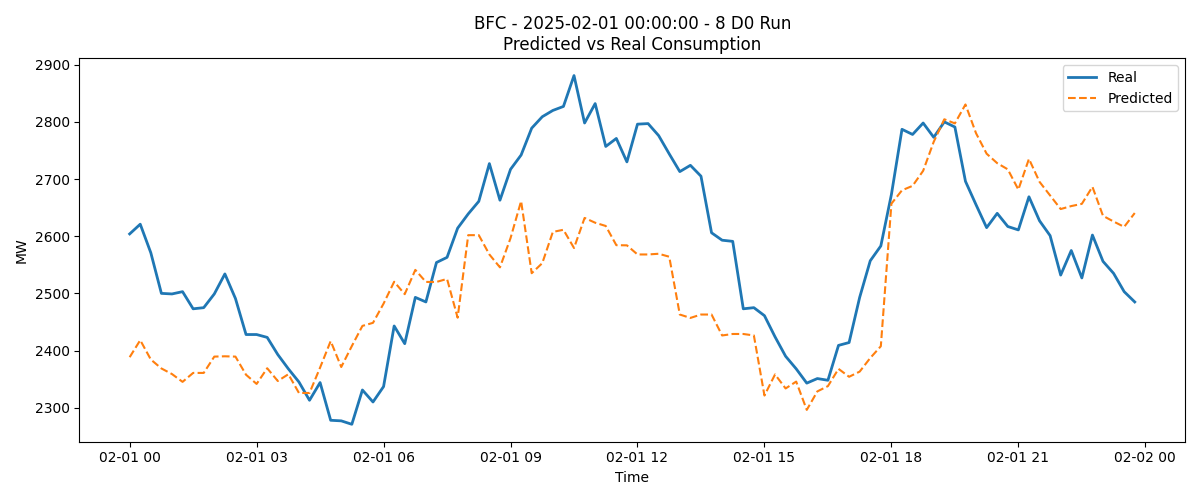 BFC - 2025-02-01 00:00:00 - 8 D0 Run
Predicted vs Real Consumption
2900
2800
2700
2600
2500
2400
2300
MW
Real
Predicted
02-01 00
02-01 03
02-01 06
02-01 09
02-01 12
02-01 15
02-01 18
02-01 21
02-02 00
Time